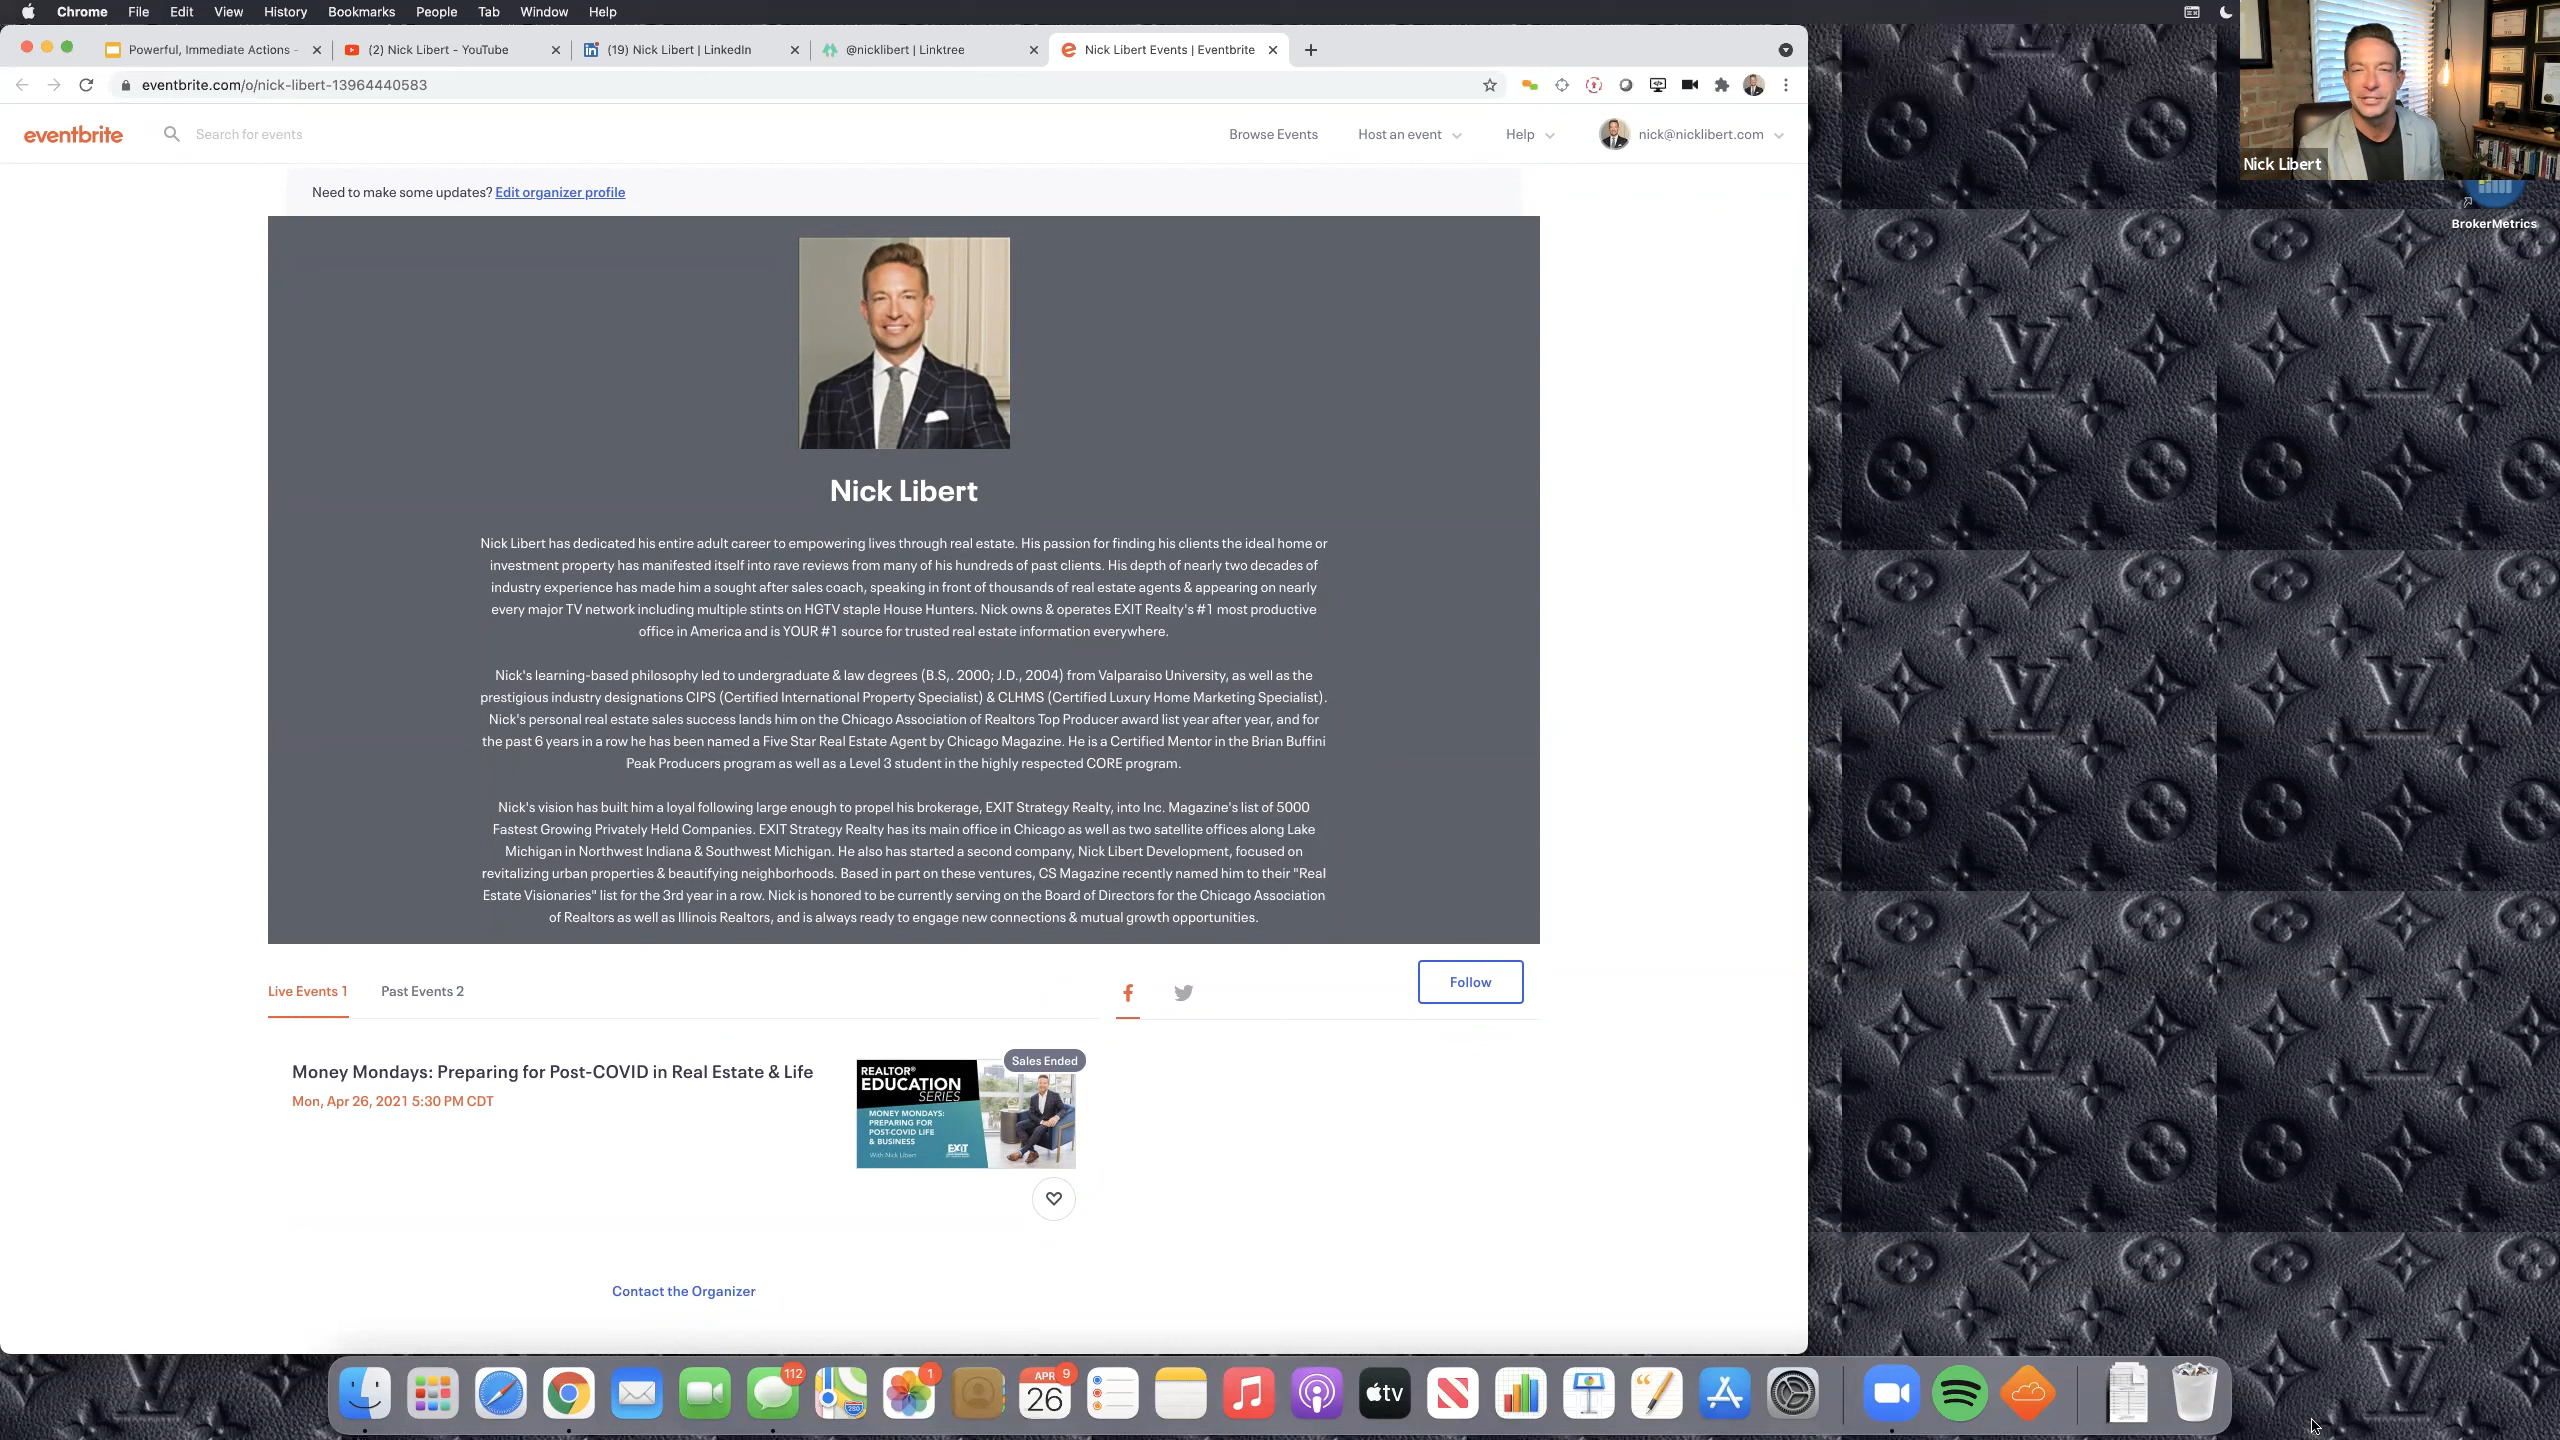 Chrome File Edit View History Bookmarks People Tab Window Help
Powerful, Immediate Actions -
(2) Nick Libert - YouTube
(19) Nick Libert | LinkedIn
@nicklibert | Linktree
Nick Libert Events | Eventbrite
eventbrite.com/o/nick-libert-13964440583
eventbrite
Search for events
Browse Events
Host an event
Help
nick@nicklibert.com
Nick Libert
BrokerMetrics
Need to make some updates? Edit organizer profile
Nick Libert
Nick Libert has dedicated his entire adult career to empowering lives through real estate. His passion for finding his clients the ideal home or
investment property has manifested itself into rave reviews from many of his hundreds of past clients. His depth of nearly two decades of
industry experience has made him a sought after sales coach, speaking in front of thousands of real estate agents & appearing on nearly
every major TV network including multiple stints on HGTV staple House Hunters. Nick owns & operates EXIT Realty's #1 most productive
office in America and is YOUR #1 source for trusted real estate information everywhere.
Nick's learning-based philosophy led to undergraduate & law degrees (B.S,. 2000; J.D., 2004) from Valparaiso University, as well as the
prestigious industry designations CIPS (Certified International Property Specialist) & CLHMS (Certified Luxury Home Marketing Specialist).
Nick's personal real estate sales success lands him on the Chicago Association of Realtors Top Producer award list year after year, and for
the past 6 years in a row he has been named a Five Star Real Estate Agent by Chicago Magazine. He is a Certified Mentor in the Brian Buffini
Peak Producers program as well as a Level 3 student in the highly respected CORE program.
Nick's vision has built him a loyal following large enough to propel his brokerage, EXIT Strategy Realty, into Inc. Magazine's list of 5000
Fastest Growing Privately Held Companies. EXIT Strategy Realty has its main office in Chicago as well as two satellite offices along Lake
Michigan in Northwest Indiana & Southwest Michigan. He also has started a second company, Nick Libert Development, focused on
revitalizing urban properties & beautifying neighborhoods. Based in part on these ventures, CS Magazine recently named him to their "Real
Estate Visionaries" list for the 3rd year in a row. Nick is honored to be currently serving on the Board of Directors for the Chicago Association
of Realtors as well as Illinois Realtors, and is always ready to engage new connections & mutual growth opportunities.
Live Events 1
Past Events 2
Follow
Money Mondays: Preparing for Post-COVID in Real Estate & Life
Mon, Apr 26, 2021 5:30 PM CDT
Sales Ended
REALTOR®
EDUCATION
SERIES
MONEY MONDAYS:
PREPARING FOR
POST-COVID LIFE
& BUSINESS
With Nick Libert
EXIT
Contact the Organizer
112
1
APR
9
26
280
tv